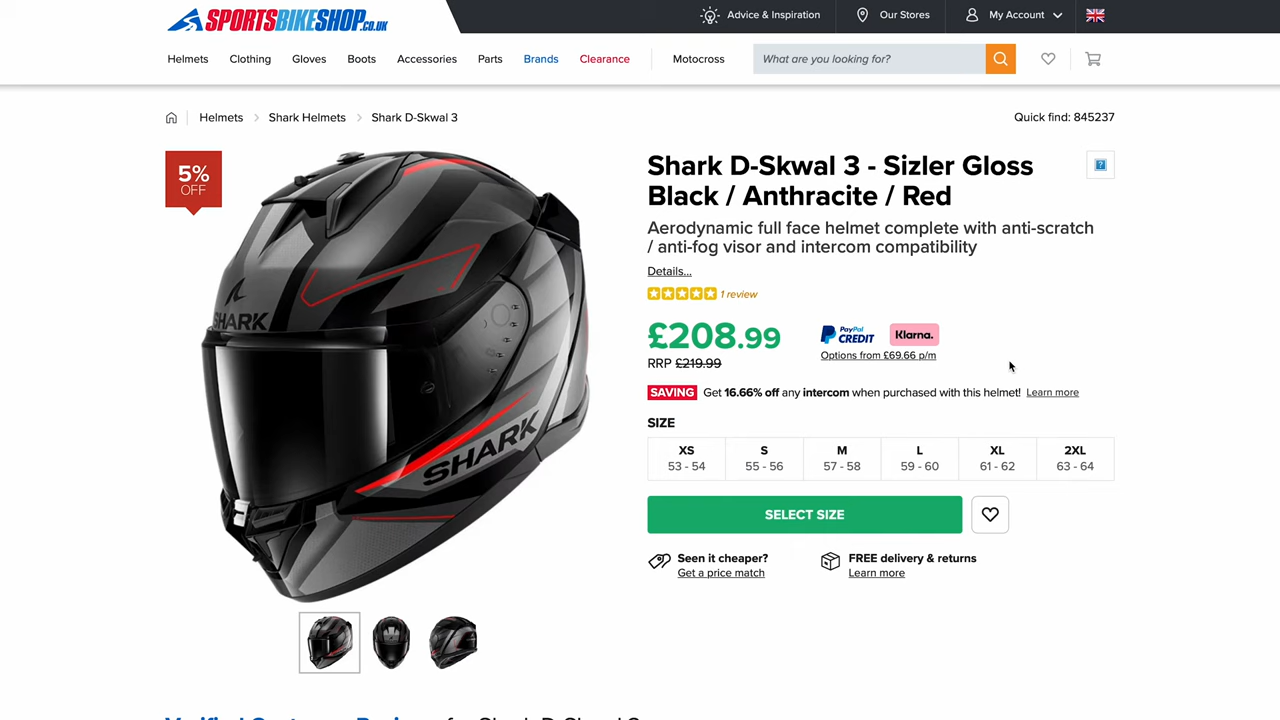 SPORTSBIKESHOP.CO.UK
Advice & Inspiration
Our Stores
My Account
Helmets
Clothing
Gloves
Boots
Accessories
Parts
Brands
Clearance
Motocross
What are you looking for?
Helmets
Shark Helmets
Shark D-Skwal 3
Quick find: 845237
5%
OFF
SHARK
SHARK
Shark D-Skwal 3 - Sizler Gloss
Black / Anthracite / Red
Aerodynamic full face helmet complete with anti-scratch
/ anti-fog visor and intercom compatibility
Details...
1 review
£208.99
PayPal
CREDIT
Klarna.
RRP £219.99
Options from £69.66 p/m
SAVING Get 16.66% off any intercom when purchased with this helmet! Learn more
SIZE
XS
53 - 54
S
55 - 56
M
57 - 58
L
59 - 60
XL
61 - 62
2XL
63 - 64
SELECT SIZE
Seen it cheaper?
Get a price match
FREE delivery & returns
Learn more